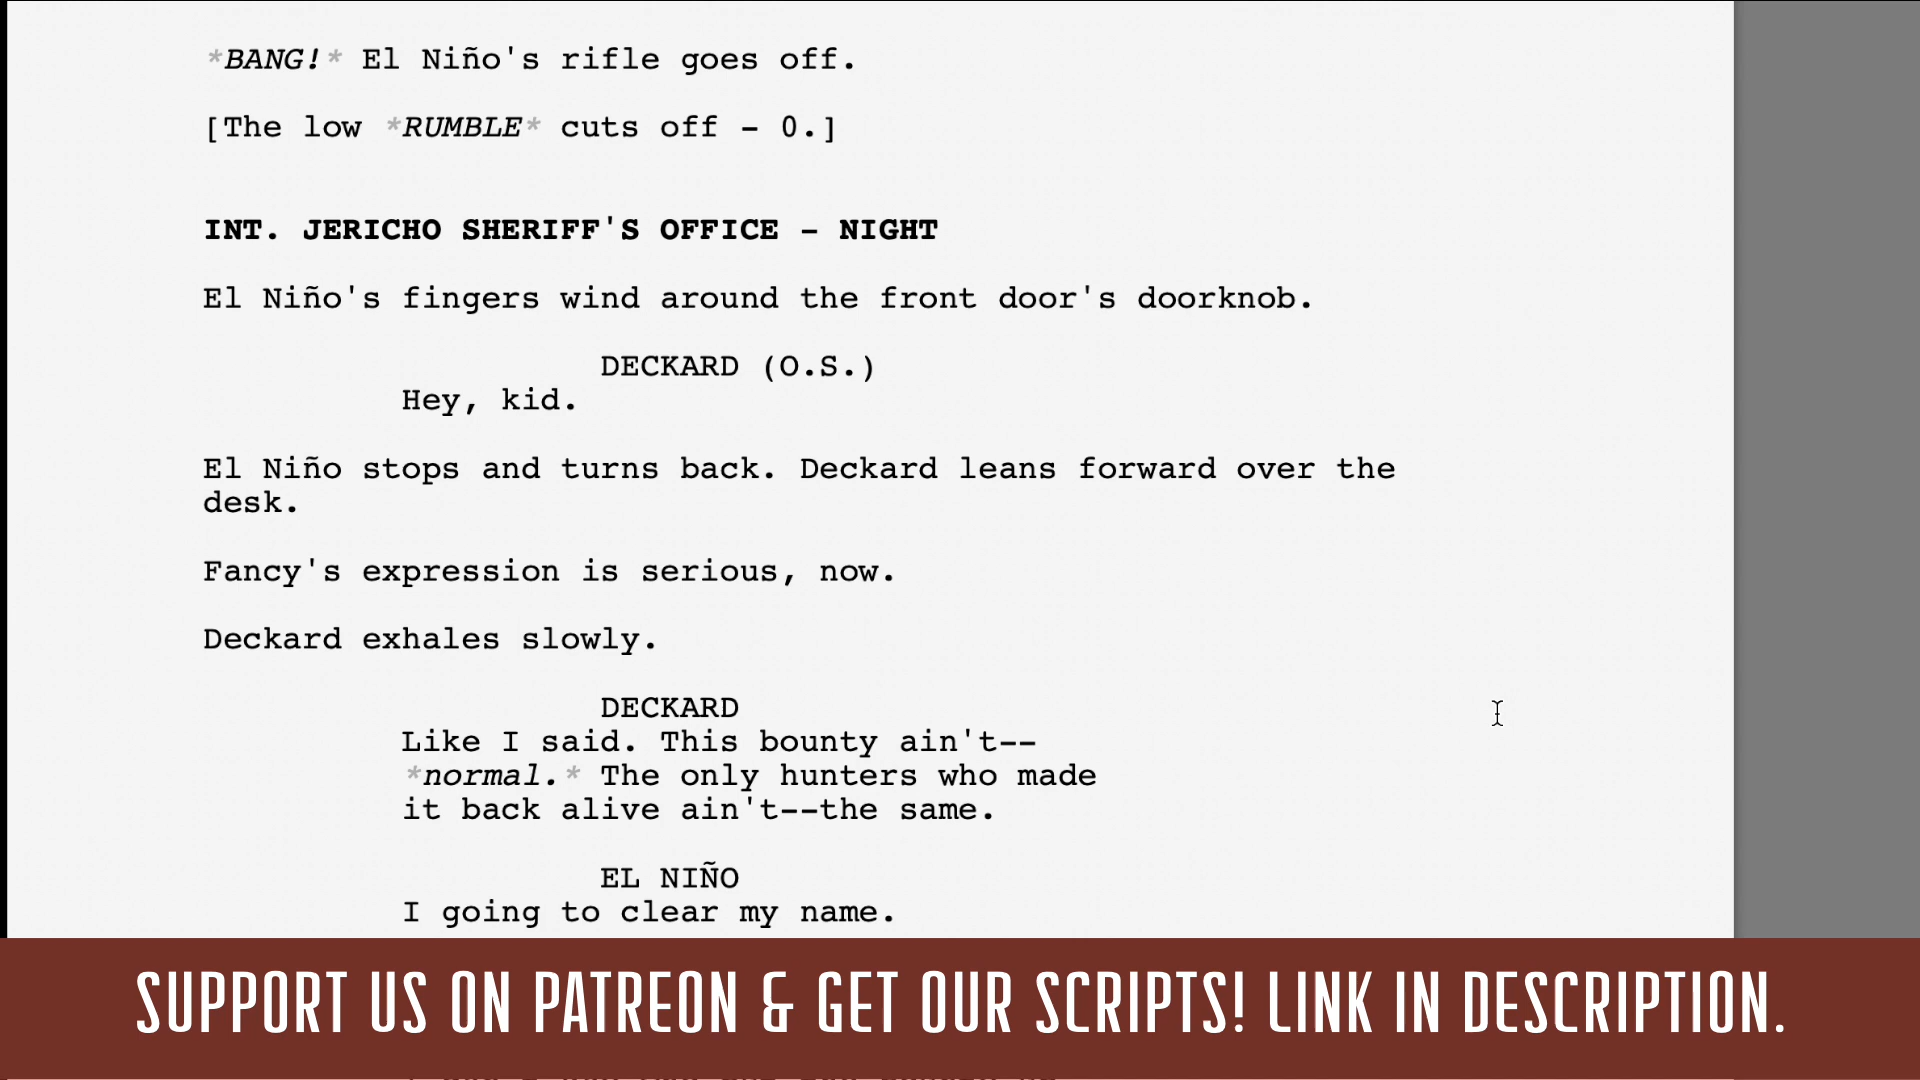 *BANG!* El Niño's rifle goes off.
[The low *RUMBLE* cuts off - 0.]
INT. JERICHO SHERIFF'S OFFICE - NIGHT
El Niño's fingers wind around the front door's doorknob.
DECKARD (O.S.)
Hey, kid.
El Niño stops and turns back. Deckard leans forward over the
desk.
Fancy's expression is serious, now.
Deckard exhales slowly.
DECKARD
Like I said. This bounty ain't--
*normal.* The only hunters who made
it back alive ain't--the same.
EL NIÑO
I going to clear my name.
SUPPORT US ON PATREON & GET OUR SCRIPTS! LINK IN DESCRIPTION.